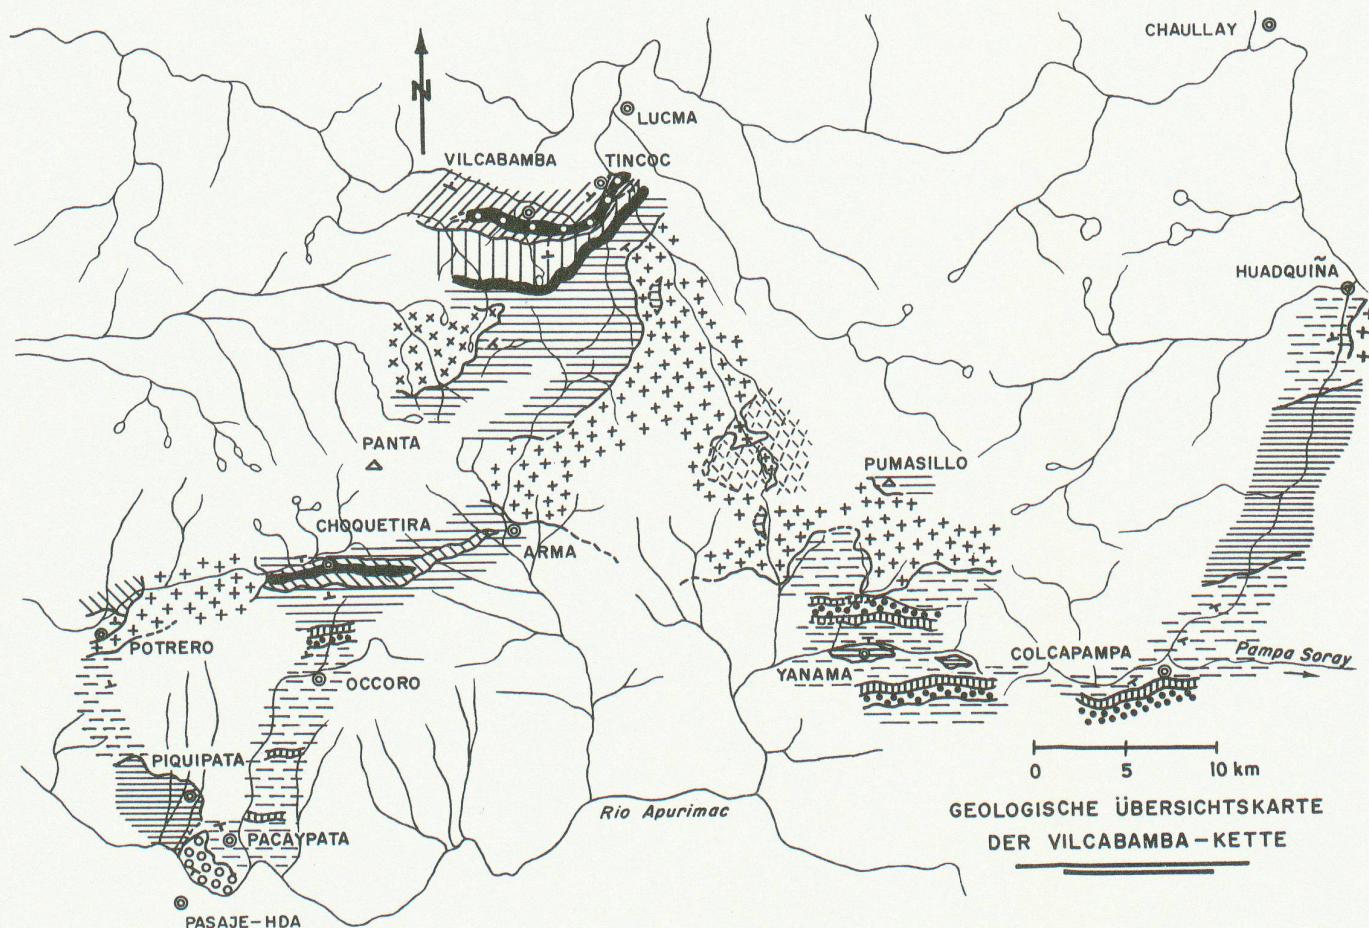 CHAULLAY
N
LUCMA
VILCABAMBA
TINCOC
HUADQUIÑA
PANTA
PUMASILLO
CHOQUETIRA
ARMA
POTRERO
OCCORO
YANAMA
COLCAPAMPA
Pampa Soray
PIQUIPATA
0 5 10 km
Rio Apurimac
GEOLOGISCHE ÜBERSICHTSKARTE
DER VILCABAMBA-KETTE
PACAYPATA
PASAJE-HDA